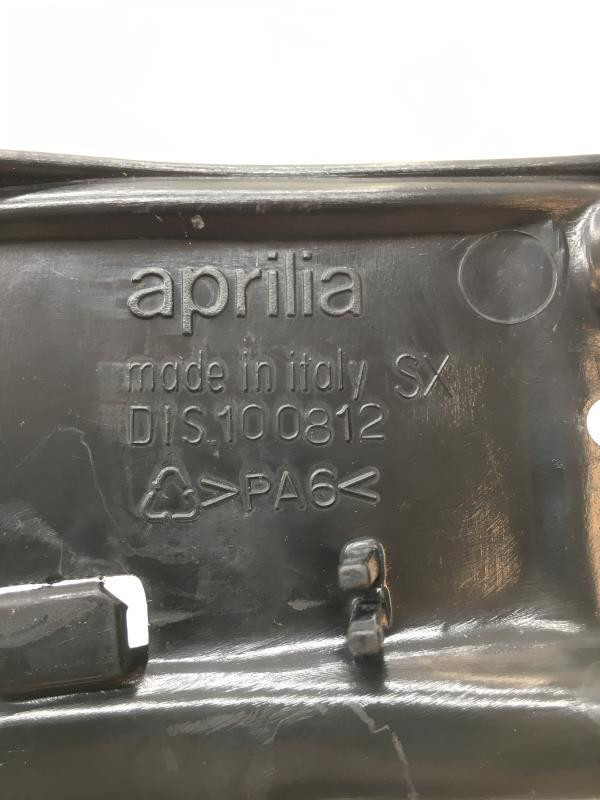 aprilia
made in italy SX
DIS.100812
>PA6<